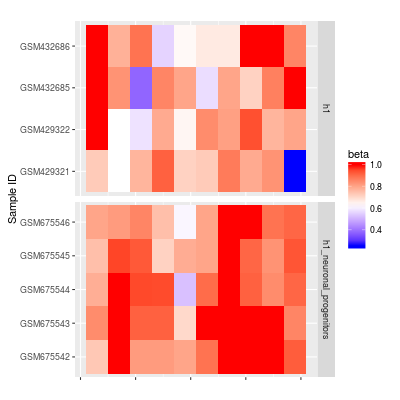 GSM432686
GSM432685
GSM429322
GSM429321
h1
GSM675546
GSM675545
GSM675544
GSM675543
GSM675542
h1_neuronal_progenitors
Sample ID
beta
1.0
0.8
0.6
0.4